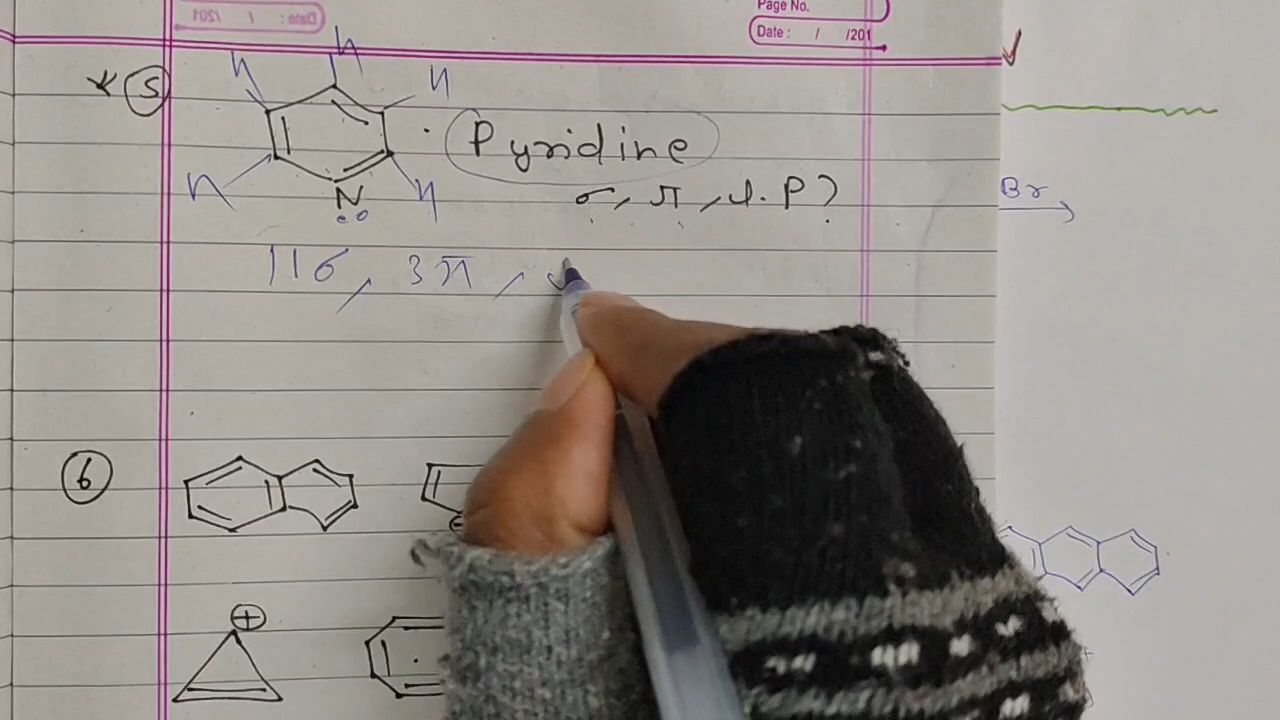 Page No.
Date : / /201
Date : / /201
* 5
H
H H
Pyridine
H N H
σ, π, l.p?
11σ, 3π,
Br
6
⊕